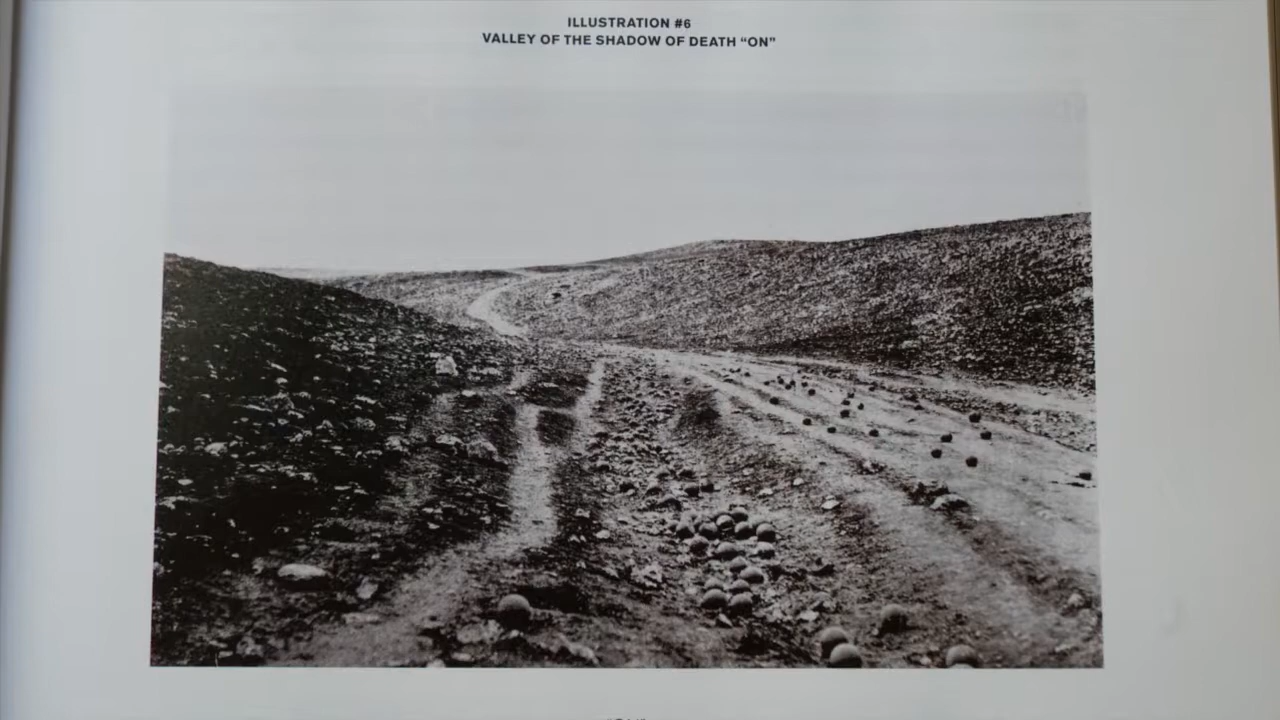 ILLUSTRATION #6
VALLEY OF THE SHADOW OF DEATH “ON”